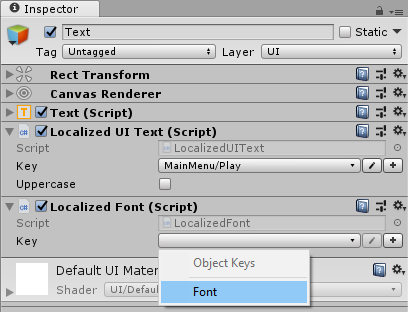 Inspector
Text
Static
Tag Untagged Layer UI
Rect Transform
Canvas Renderer
Text (Script)
Localized UI Text (Script)
Script LocalizedUIText
Key MainMenu/Play
Uppercase
Localized Font (Script)
Script LocalizedFont
Key
Object Keys
Font
Default UI Mater
Shader UI/Defaul